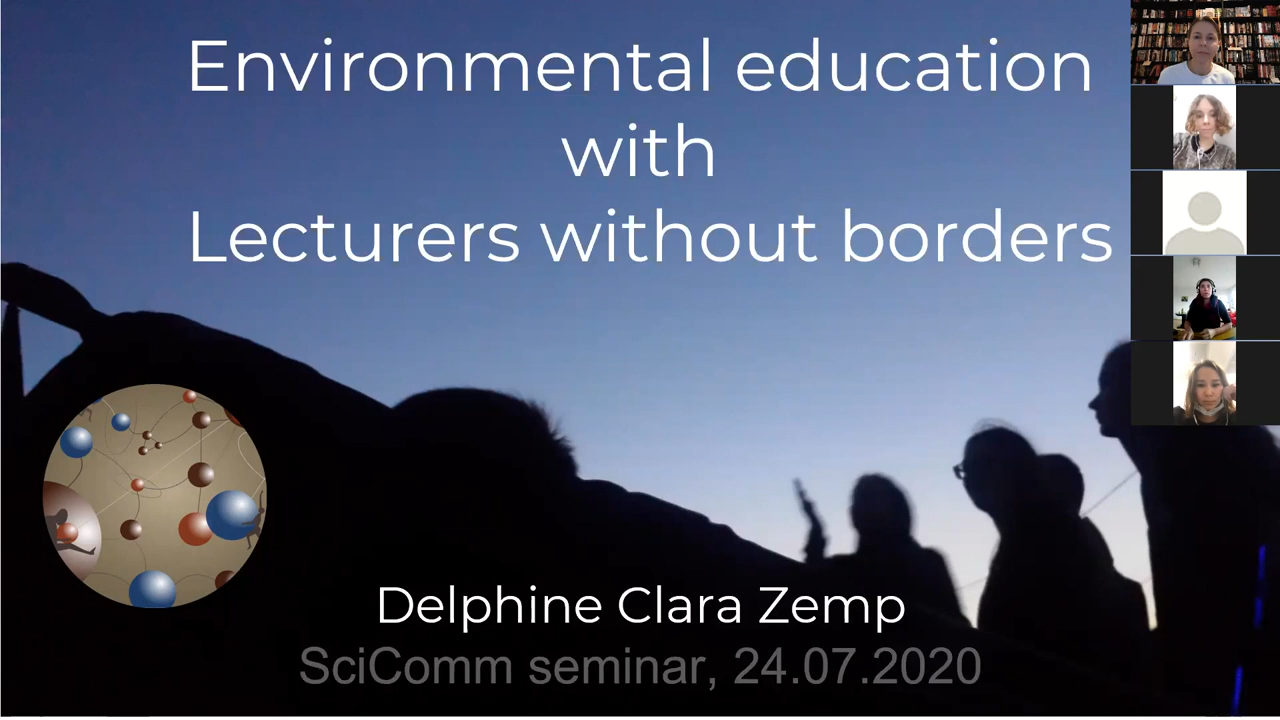 Environmental education
with
Lecturers without borders
Delphine Clara Zemp
SciComm seminar, 24.07.2020